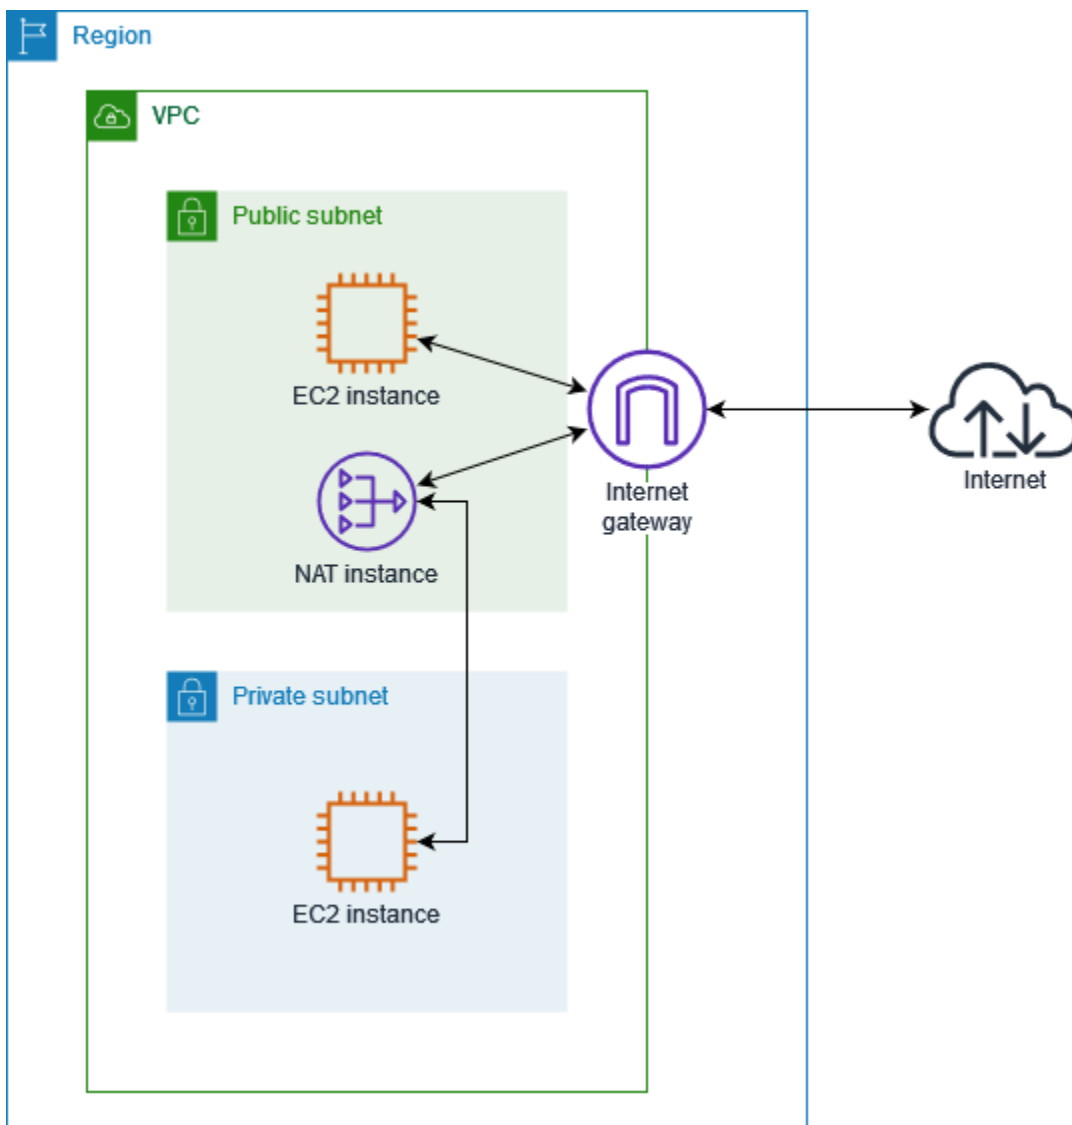 Region
VPC
Public subnet
EC2 instance
NAT instance
Internet
gateway
Internet
Private subnet
EC2 instance